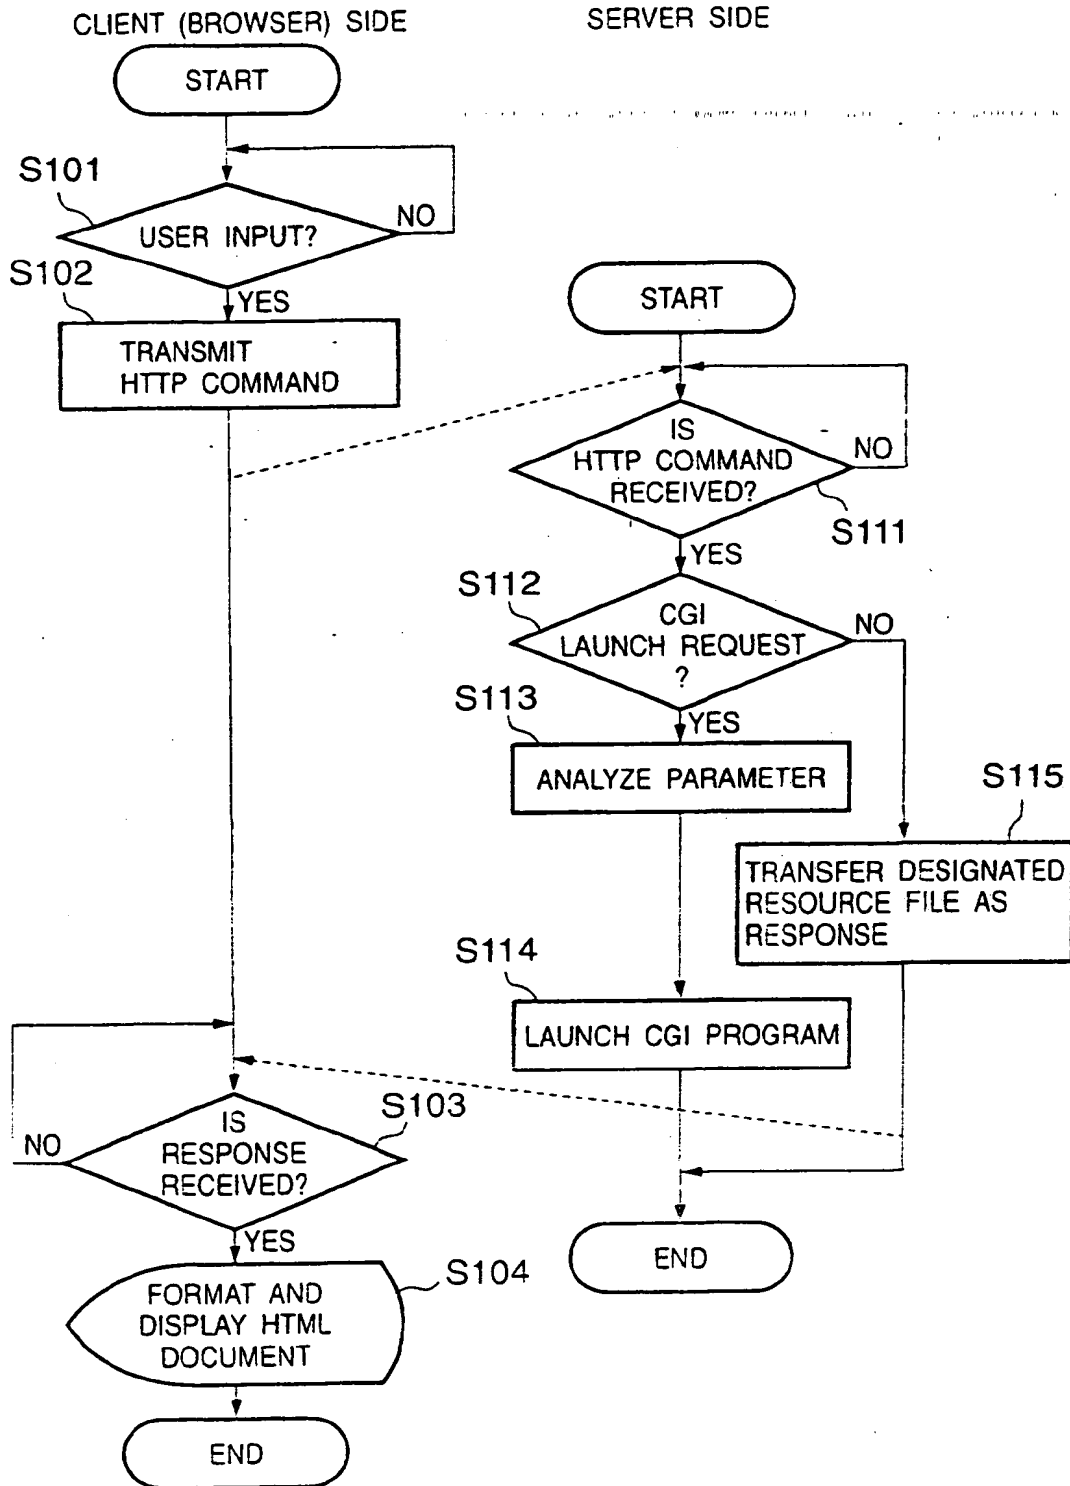 CLIENT (BROWSER) SIDE
START
S101
USER INPUT?
NO
S102
YES
TRANSMIT
HTTP COMMAND
NO
S103
IS
RESPONSE
RECEIVED?
YES
S104
FORMAT AND
DISPLAY HTML
DOCUMENT
END
SERVER SIDE
START
IS
HTTP COMMAND
RECEIVED?
NO
S111
YES
S112
CGI
LAUNCH REQUEST
?
NO
S113
YES
ANALYZE PARAMETER
S115
TRANSFER DESIGNATED
RESOURCE FILE AS
RESPONSE
S114
LAUNCH CGI PROGRAM
END